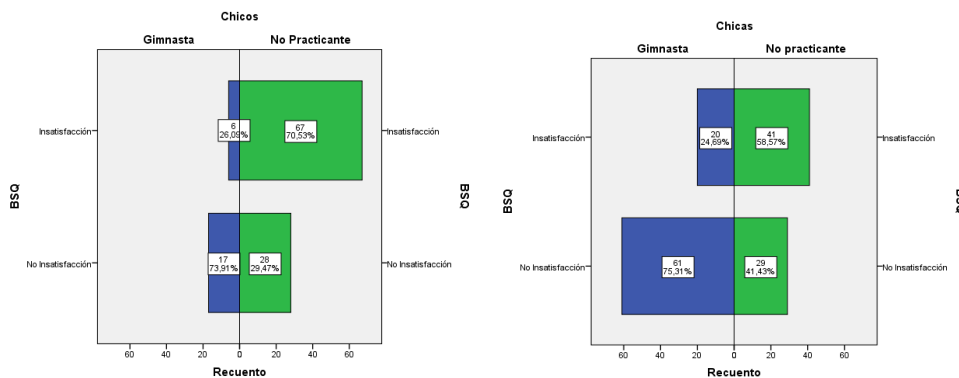 Chicos
Gimnasta No Practicante
Insatisfacción 6 67 Insatisfacción
26,09% 70,53%
BSQ BSQ
No Insatisfacción 17 28 No Insatisfacción
73,91% 29,47%
60 40 20 0 20 40 60
Recuento
Chicas
Gimnasta No practicante
Insatisfacción 20 41 Insatisfacción
24,69% 58,57%
BSQ BSQ
No Insatisfacción 61 29 No Insatisfacción
75,31% 41,43%
60 40 20 0 20 40 60
Recuento